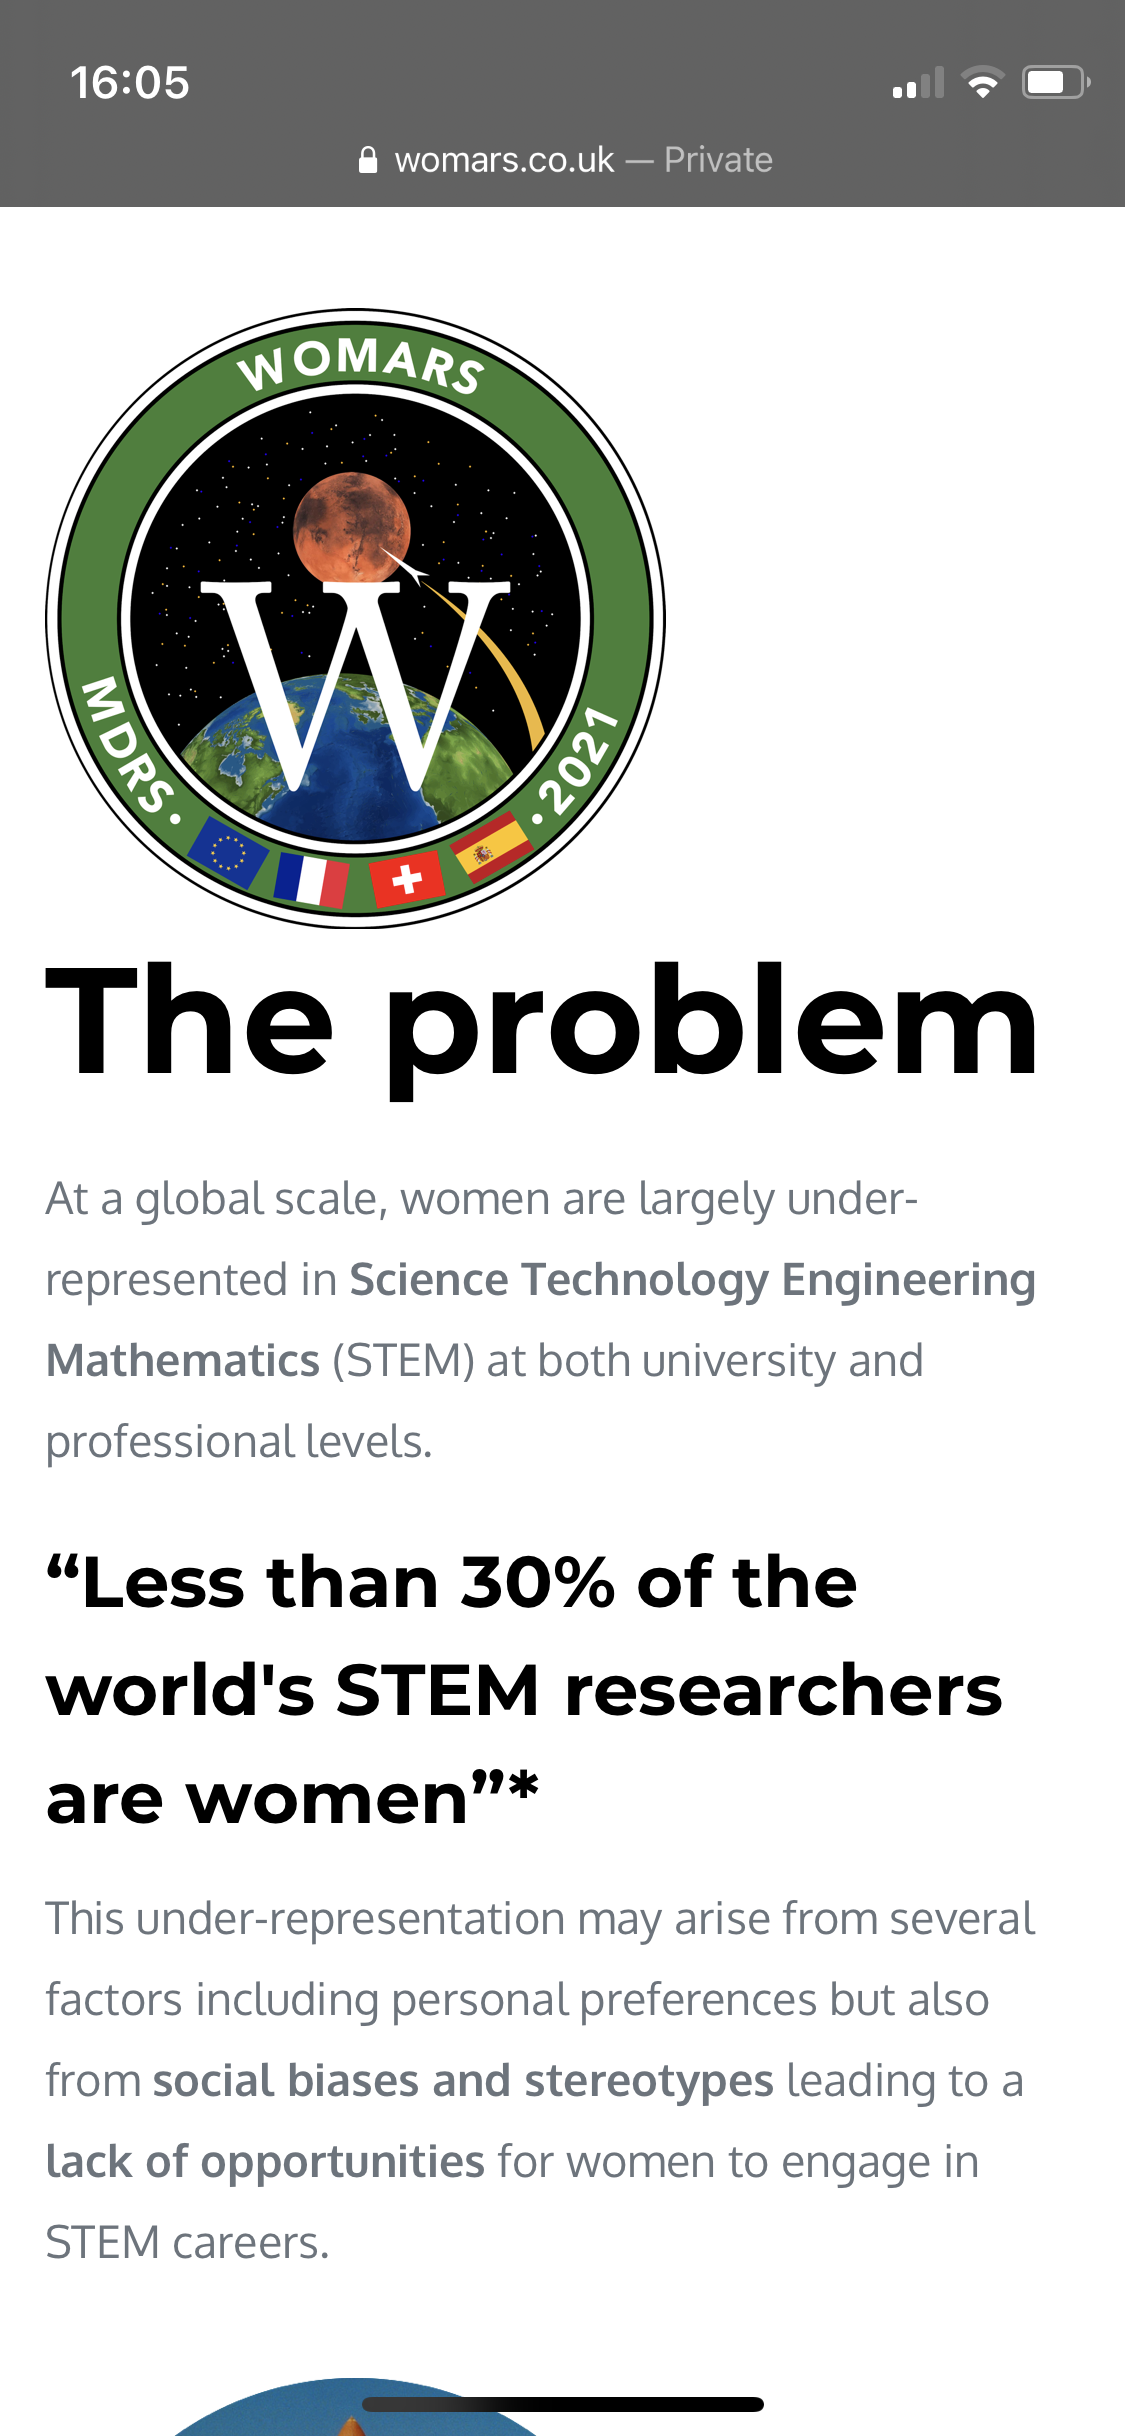 16:05
womars.co.uk — Private
WOMARS
MDRS • • 2021
W
The problem
At a global scale, women are largely under-
represented in Science Technology Engineering
Mathematics (STEM) at both university and
professional levels.
“Less than 30% of the
world's STEM researchers
are women”*
This under-representation may arise from several
factors including personal preferences but also
from social biases and stereotypes leading to a
lack of opportunities for women to engage in
STEM careers.